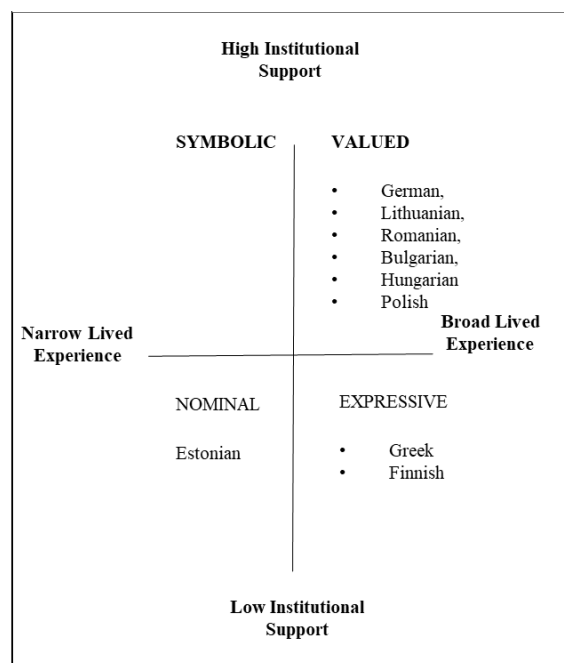 High Institutional
Support
SYMBOLIC VALUED
• German,
• Lithuanian,
• Romanian,
• Bulgarian,
• Hungarian
• Polish
Narrow Lived
Experience
Broad Lived
Experience
NOMINAL EXPRESSIVE
Estonian
• Greek
• Finnish
Low Institutional
Support